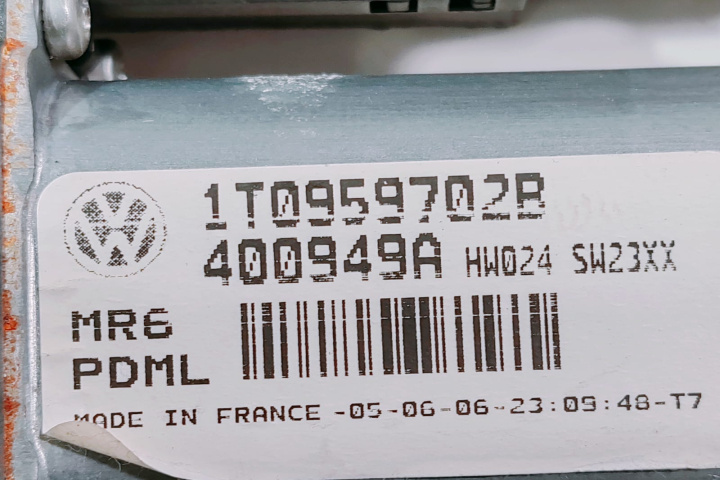 1T0959702B
400949A HW024 SW23XX
MR6
PDML
MADE IN FRANCE -05-06-06-23:09:48-T7